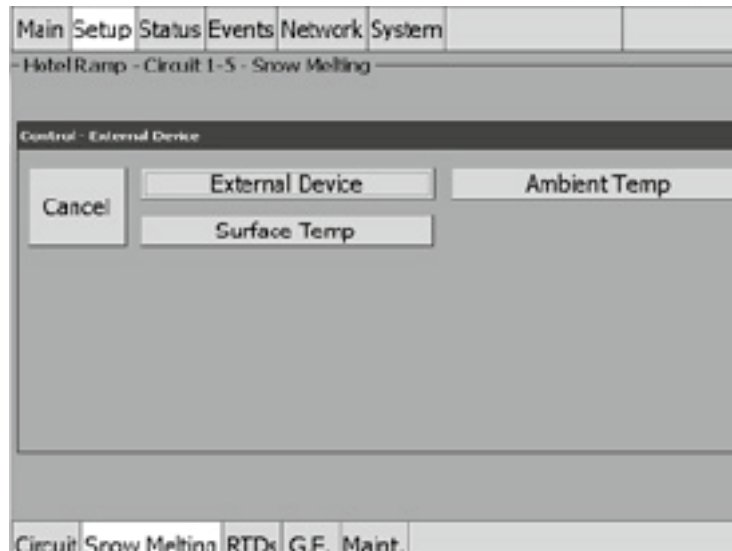 Main Setup Status Events Network System
Hotel Ramp - Circuit 1-5 - Snow Melting
Control - External Device
Cancel
External Device
Ambient Temp
Surface Temp
Circuit Snow Melting RTDs G.F. Maint.